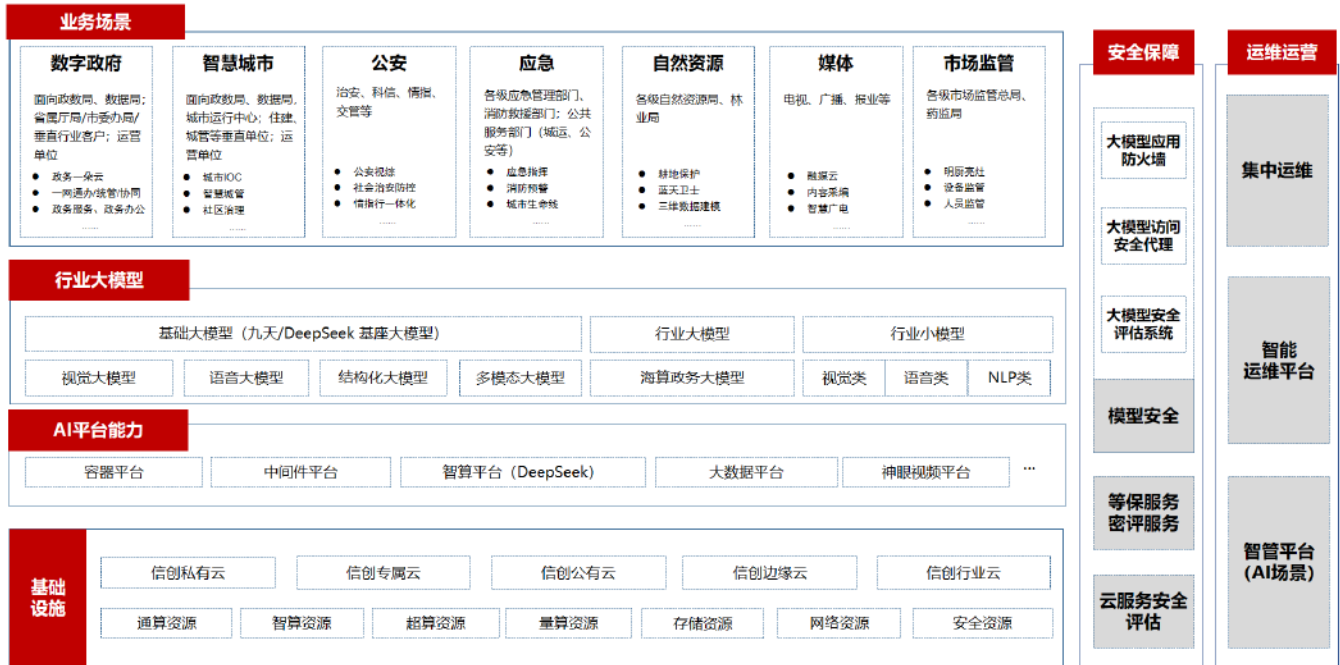 业务场景
数字政府
面向政数局、数据局；
省属厅局/市委办局/
垂直行业客户；运营
单位
● 政务一朵云
● 一网通办/统管/协同
● 政务服务、政务办公
……
智慧城市
面向政数局、数据局，
城市运行中心；住建、
城管等垂直单位；运
营单位
● 城市IOC
● 智慧城管
● 社区治理
……
公安
治安、科信、情指、
交管等
● 公安视综
● 社会治安防控
● 情指行一体化
……
应急
各级应急管理部门、
消防救援部门；公共
服务部门（城运、公
安等）
● 应急指挥
● 消防预警
● 城市生命线
……
自然资源
各级自然资源局、林
业局
● 耕地保护
● 蓝天卫士
● 三维数据建模
……
媒体
电视、广播、报业等
● 融媒云
● 内容采编
● 智慧广电
……
市场监管
各级市场监管总局、
药监局
● 明厨亮灶
● 设备监管
● 人员监管
……
行业大模型
基础大模型（九天/DeepSeek 基座大模型）
行业大模型
行业小模型
视觉大模型
语音大模型
结构化大模型
多模态大模型
海算政务大模型
视觉类
语音类
NLP类
AI平台能力
容器平台
中间件平台
智算平台（DeepSeek）
大数据平台
神眼视频平台
…
基础
设施
信创私有云
信创专属云
信创公有云
信创边缘云
信创行业云
通算资源
智算资源
超算资源
量算资源
存储资源
网络资源
安全资源
安全保障
大模型应用
防火墙
大模型访问
安全代理
大模型安全
评估系统
模型安全
等保服务
密评服务
云服务安全
评估
运维运营
集中运维
智能
运维平台
智管平台
（AI场景）